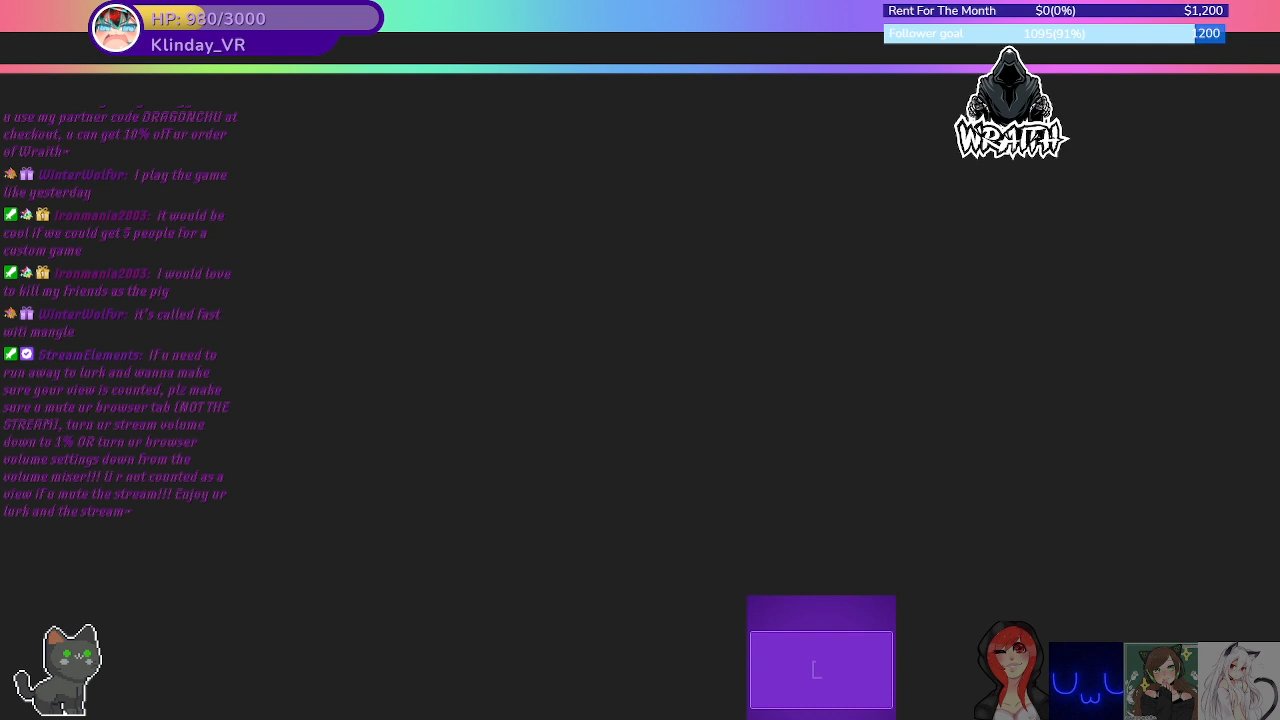 HP: 980/3000
Klinday_VR
Rent For The Month $0(0%) $1,200
Follower goal 1095(91%) 1200
WRAITH
u use my partner code DRAGONCHU at
checkout, u can get 10% off ur order
of Wraith~
WinterWolfvr: I play the game
like yesterday
Ironmania2003: it would be
cool if we could get 5 people for a
custom game
Ironmania2003: I would love
to kill my friends as the pig
WinterWolfvr: it's called fast
witi mangle
StreamElements: If u need to
run away to lurk and wanna make
sure your view is counted, plz make
sure u mute ur browser tab [NOT THE
STREAM], turn ur stream volume
down to 1% OR turn ur browser
volume settings down from the
volume mixer!!! U r not counted as a
view if u mute the stream!!! Enjoy ur
lurk and the stream~
UwU